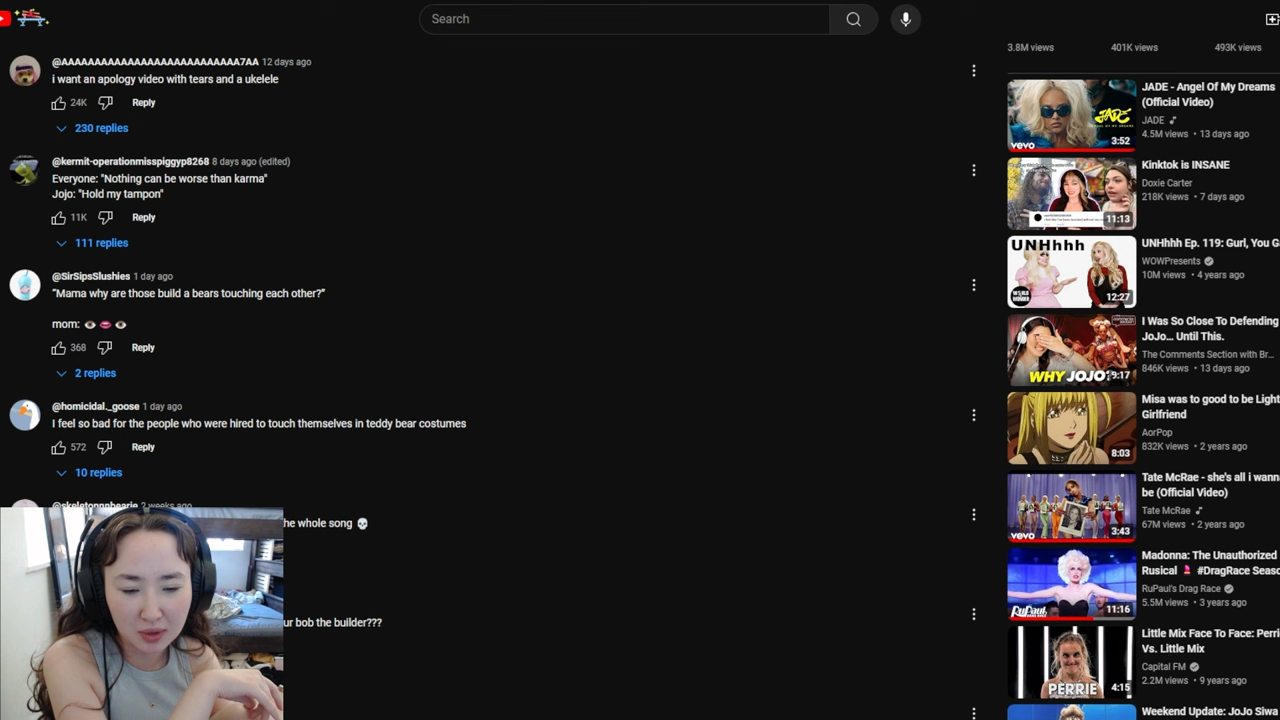 Search
@AAAAAAAAAAAAAAAAAAAAAAAAAAAA7AA 12 days ago
i want an apology video with tears and a ukelele
24K Reply
230 replies
@kermit-operationmisspiggyp8268 8 days ago (edited)
Everyone: "Nothing can be worse than karma"
Jojo: "Hold my tampon"
11K Reply
111 replies
@SirSipsSlushies 1 day ago
"Mama why are those build a bears touching each other?"
mom: 👁️👄👁️
368 Reply
2 replies
@homicidal._goose 1 day ago
I feel so bad for the people who were hired to touch themselves in teddy bear costumes
572 Reply
10 replies
@skeletonnnbearie 2 weeks ago
he whole song 💀
ur bob the builder???
3.8M views 401K views 493K views
JADE - Angel Of My Dreams
(Official Video)
JADE
4.5M views • 13 days ago
vevo
JADE
3:52
Kinktok is INSANE
Doxie Carter
218K views • 7 days ago
11:13
UNHhhh Ep. 119: Gurl, You G
WOWPresents
10M views • 4 years ago
UNHhhh
12:27
I Was So Close To Defending
JoJo... Until This.
The Comments Section with Br...
846K views • 13 days ago
WHY JOJO?
9:17
Misa was to good to be Light
Girlfriend
AorPop
832K views • 2 years ago
8:03
Tate McRae - she's all i wanna
be (Official Video)
Tate McRae
67M views • 2 years ago
vevo
3:43
Madonna: The Unauthorized
Rusical 💄 #DragRace Seaso
RuPaul's Drag Race
5.5M views • 3 years ago
RuPaul
11:16
Little Mix Face To Face: Perri
Vs. Little Mix
Capital FM
2.2M views • 9 years ago
PERRIE
4:15
Weekend Update: JoJo Siwa